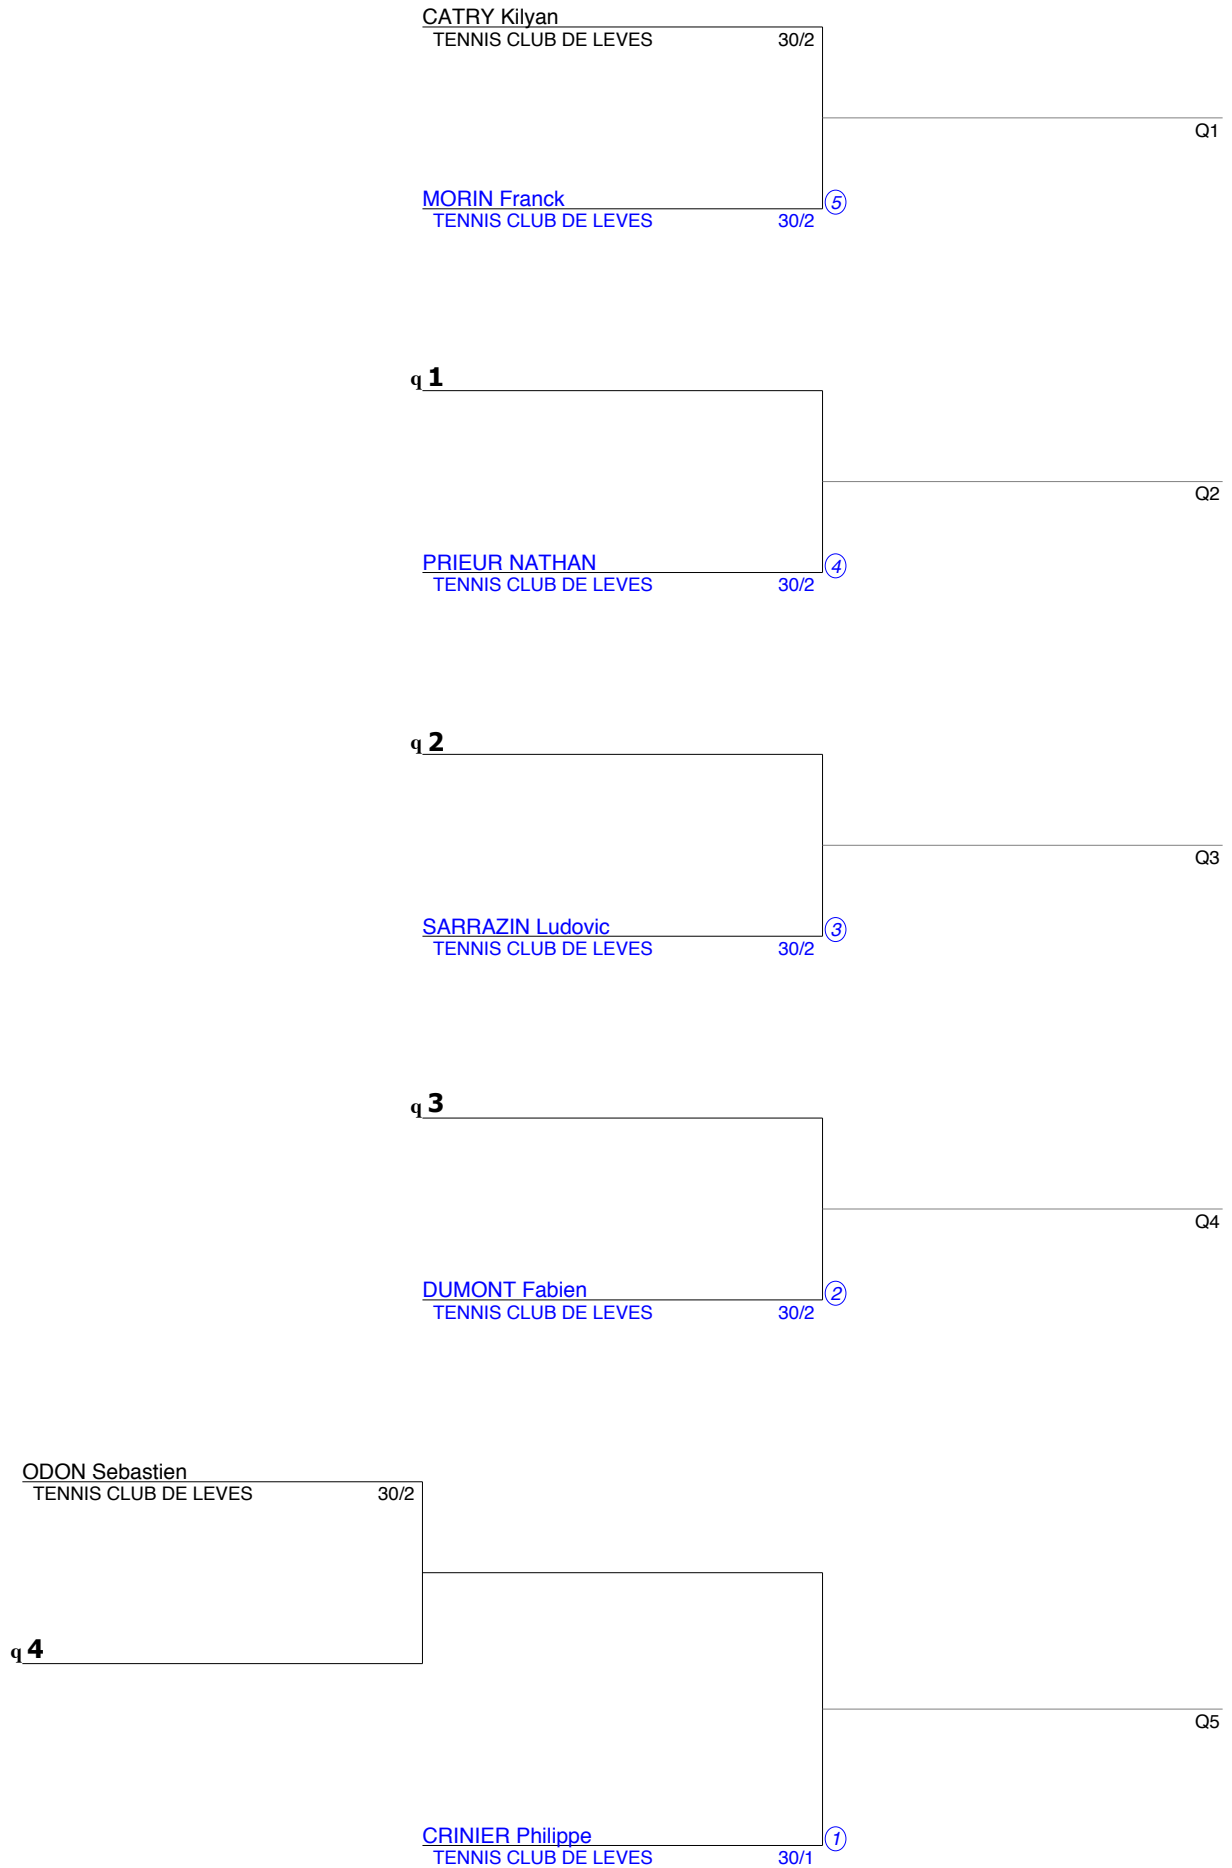 CATRY Kilyan
TENNIS CLUB DE LEVES 30/2
Q1
MORIN Franck 5
TENNIS CLUB DE LEVES 30/2
q 1
Q2
PRIEUR NATHAN 4
TENNIS CLUB DE LEVES 30/2
q 2
Q3
SARRAZIN Ludovic 3
TENNIS CLUB DE LEVES 30/2
q 3
Q4
DUMONT Fabien 2
TENNIS CLUB DE LEVES 30/2
ODON Sebastien
TENNIS CLUB DE LEVES 30/2
q 4
Q5
CRINIER Philippe 1
TENNIS CLUB DE LEVES 30/1